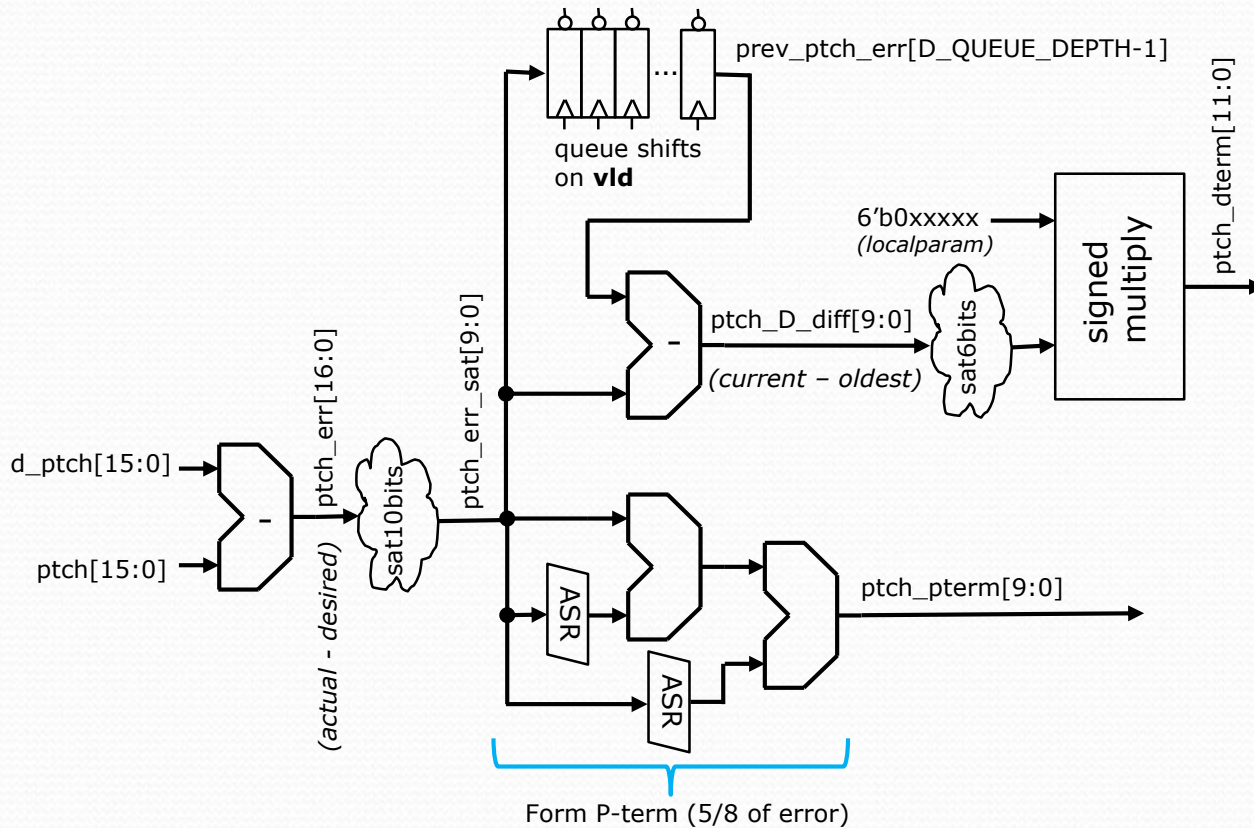 prev_ptch_err[D_QUEUE_DEPTH-1]
...
queue shifts
on vld
ptch_dterm[11:0]
6'b0xxxxx
(localparam)
signed
multiply
ptch_D_diff[9:0]
(current – oldest)
sat6bits
-
ptch_err_sat[9:0]
ptch_err[16:0]
sat10bits
(actual - desired)
d_ptch[15:0]
-
ptch[15:0]
ASR
ASR
ptch_pterm[9:0]
Form P-term (5/8 of error)